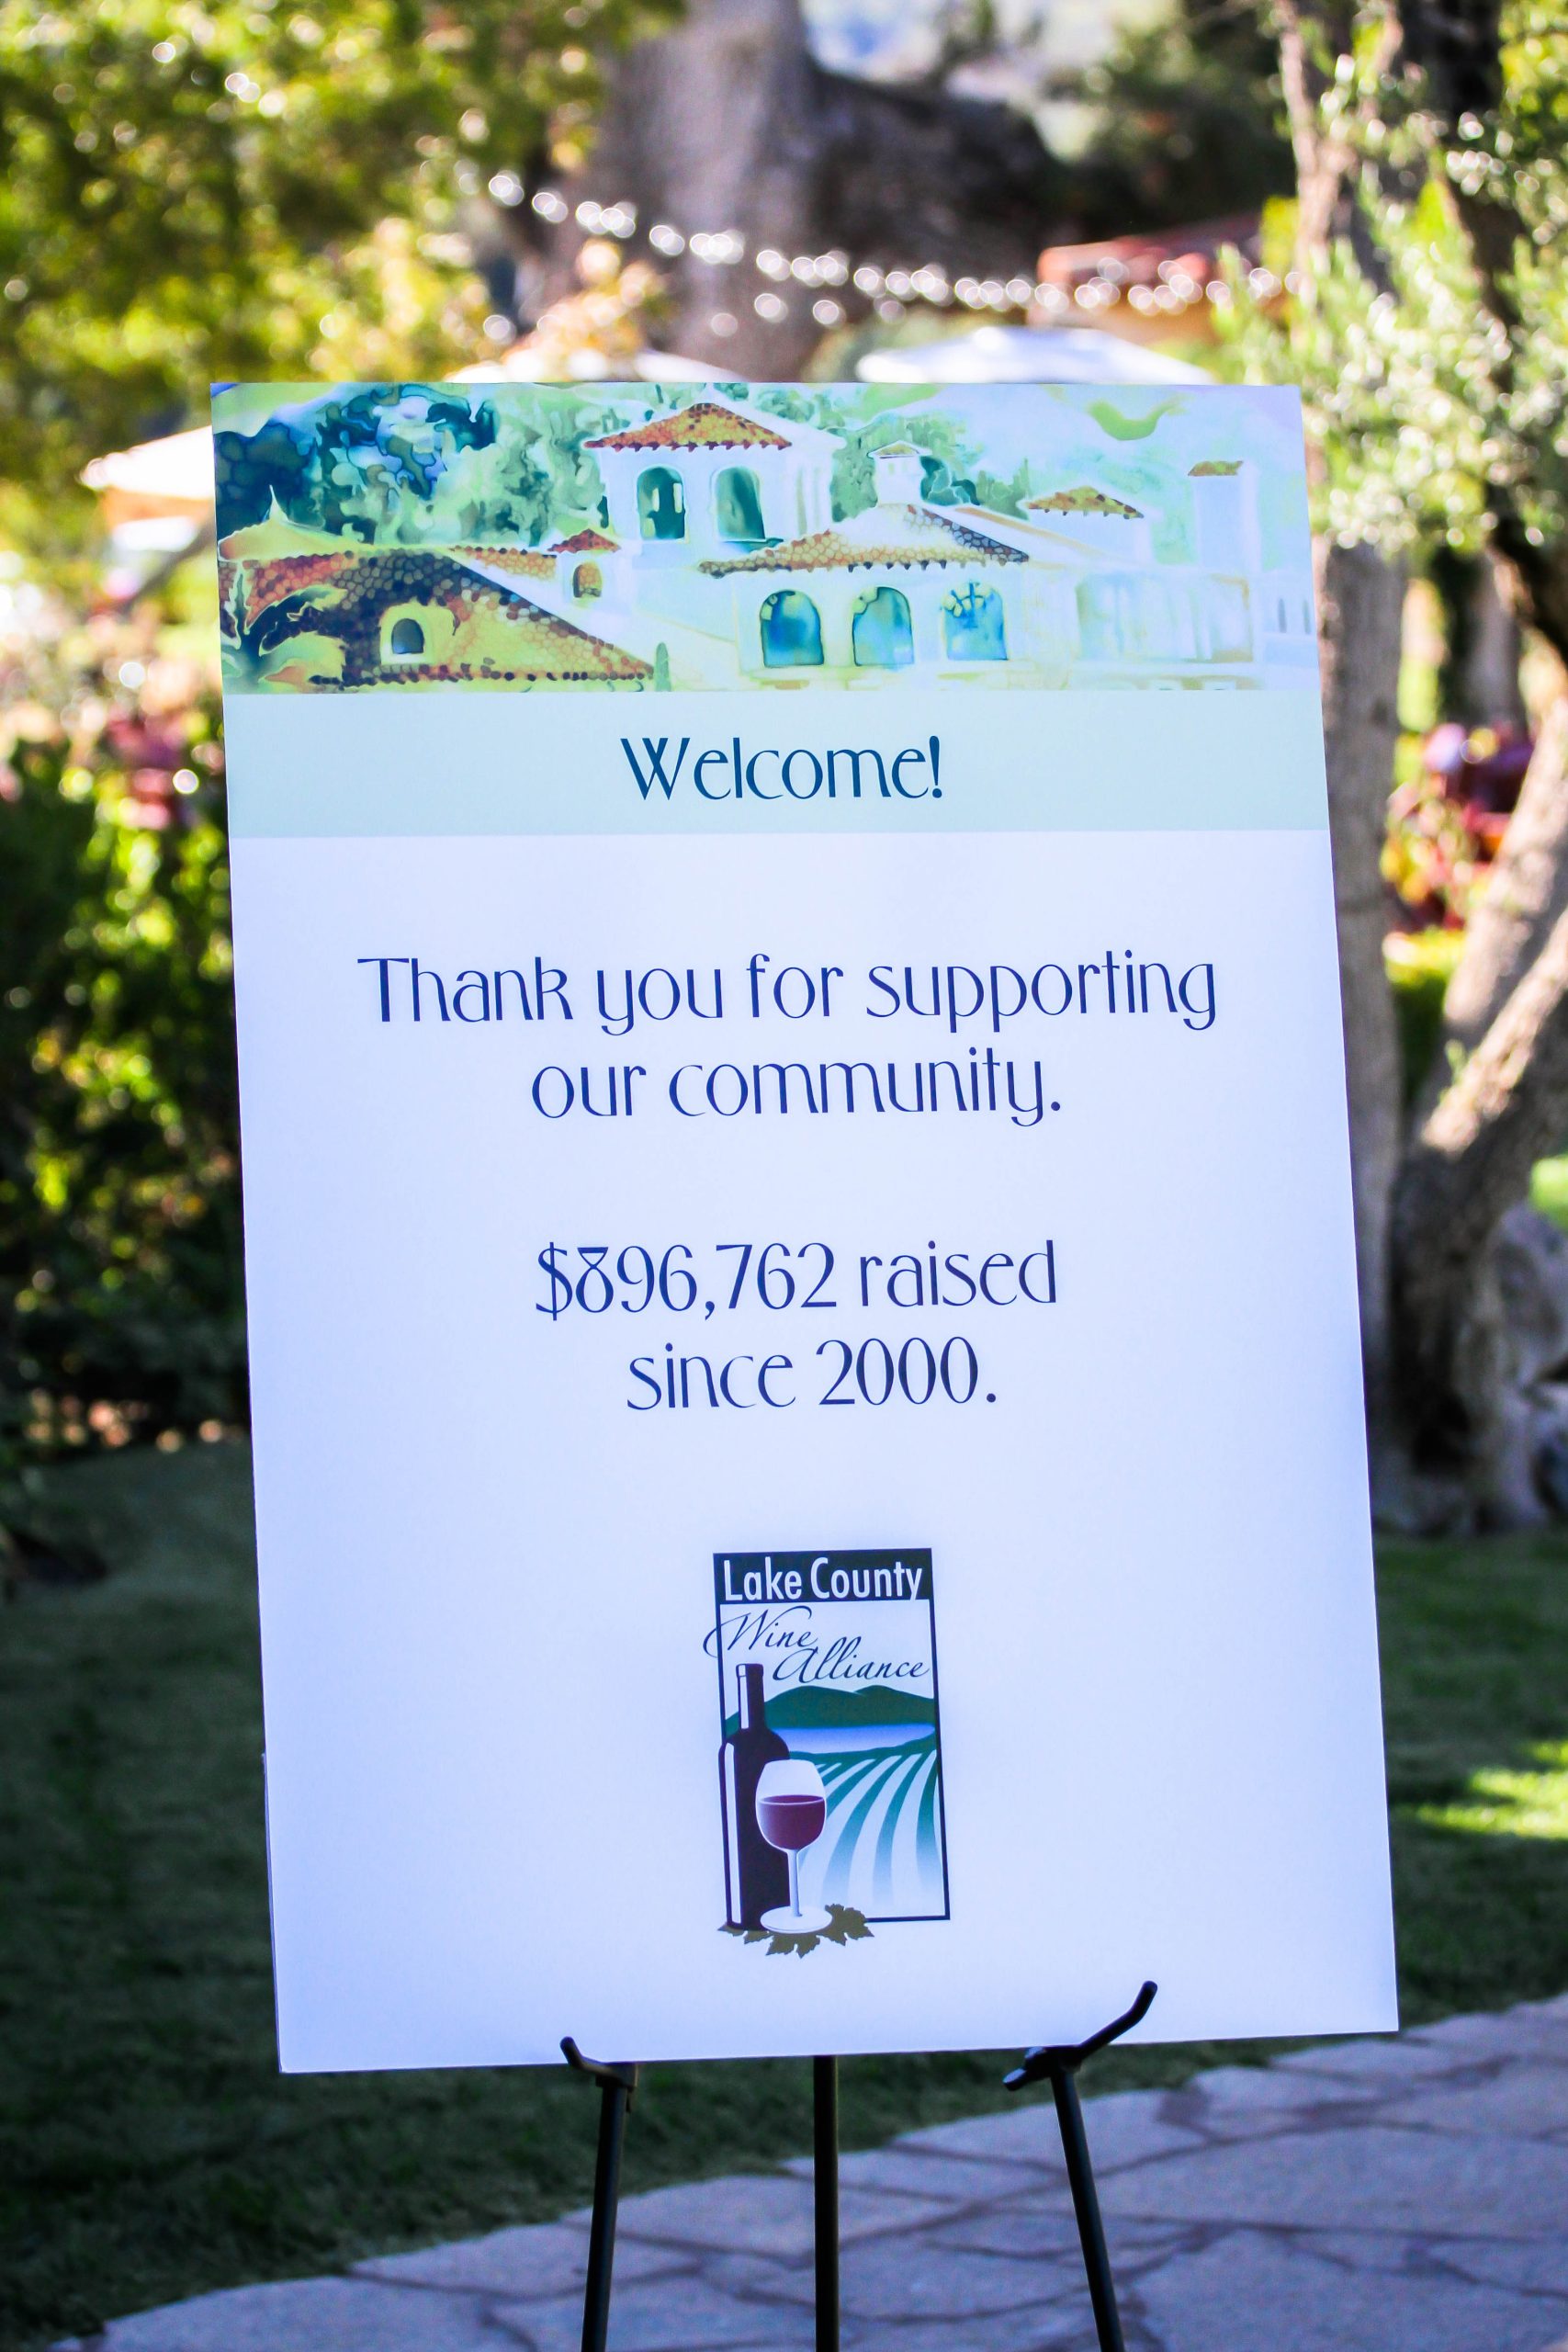 Welcome!
Thank you for supporting
our community.
$896,762 raised
since 2000.
Lake County
Wine
Alliance